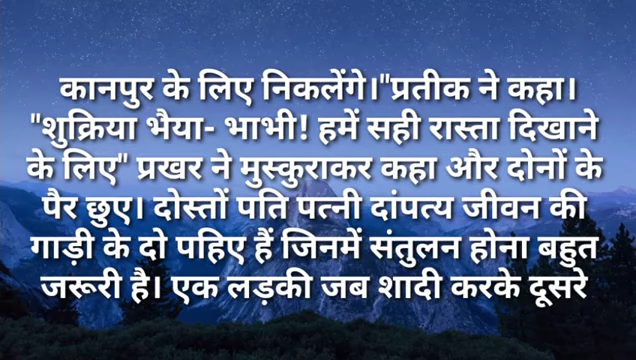 कानपुर के लिए निकलेंगे।"प्रतीक ने कहा।
"शुक्रिया भैया- भाभी! हमें सही रास्ता दिखाने
के लिए" प्रखर ने मुस्कुराकर कहा और दोनों के
पैर छुए। दोस्तों पति पत्नी दांपत्य जीवन की
गाड़ी के दो पहिए हैं जिनमें संतुलन होना बहुत
जरूरी है। एक लड़की जब शादी करके दूसरे